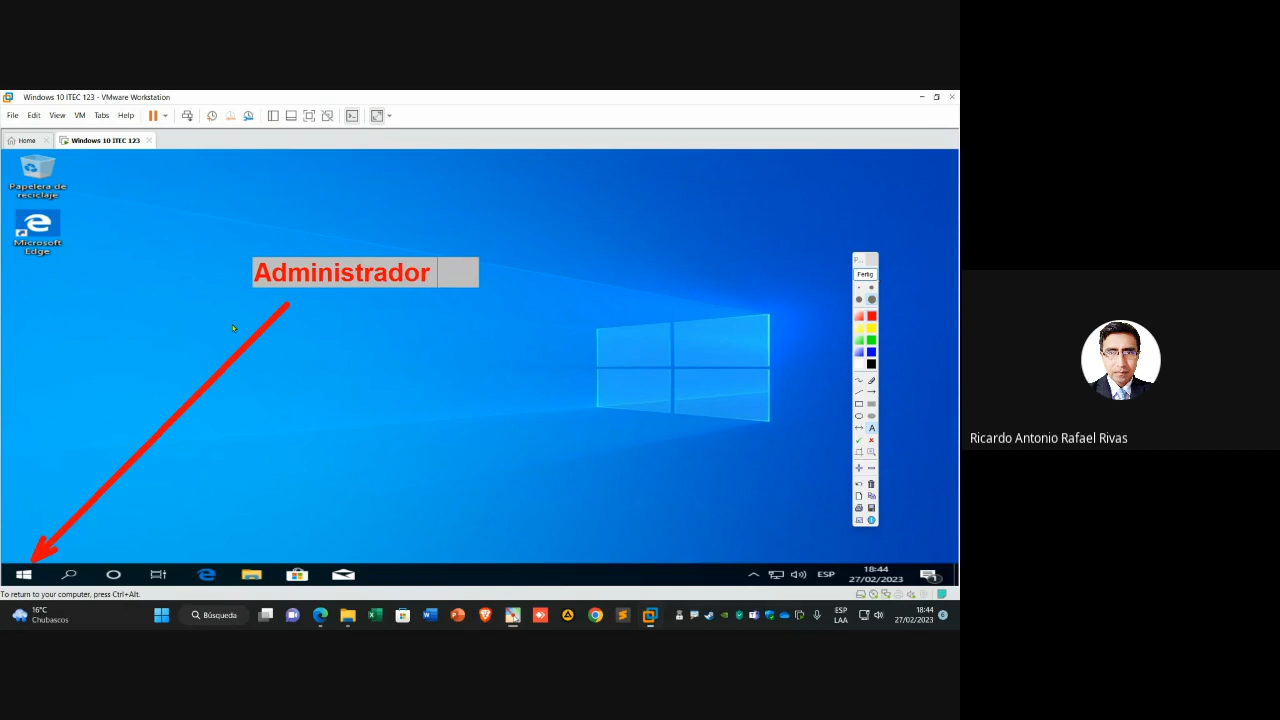 Windows 10 ITEC 123 - VMware Workstation
File Edit View VM Tabs Help
Home
Windows 10 ITEC 123
Papelera de
reciclaje
Microsoft
Edge
Administrador
P...
Fertig
A
ESP
18:44
27/02/2023
To return to your computer, press Ctrl+Alt.
16°C
Chubascos
Búsqueda
ESP
LAA
18:44
27/02/2023
Ricardo Antonio Rafael Rivas